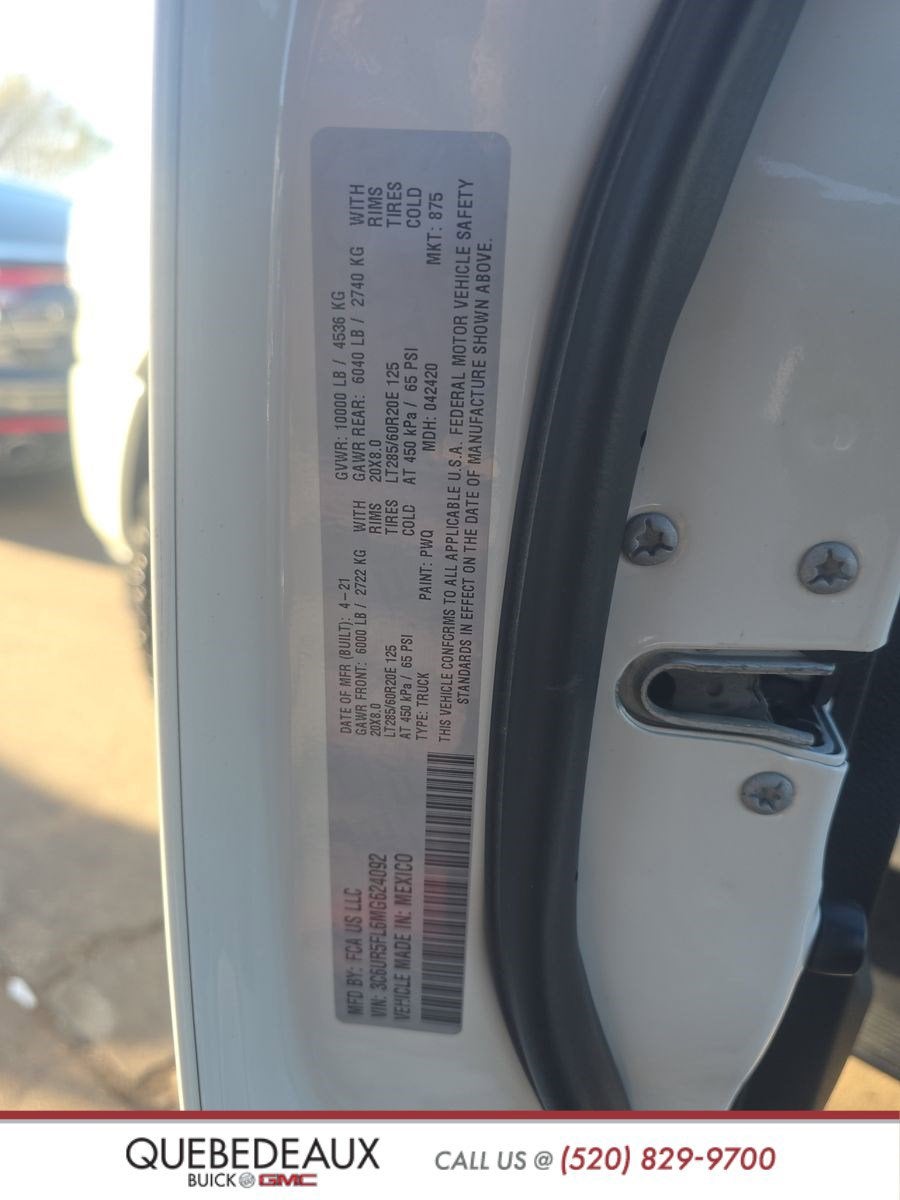 MFD BY: FCA US LLC
VIN: 3C6UR5FL6MG624092
VEHICLE MADE IN: MEXICO
DATE OF MFR (BUILT): 4-21
GVWR: 10000 LB / 4536 KG
GAWR FRONT: 6000 LB / 2722 KG WITH
20X8.0 RIMS
LT285/60R20E 125 TIRES
AT 450 kPa / 65 PSI COLD
GAWR REAR: 6040 LB / 2740 KG WITH
20X8.0 RIMS
LT285/60R20E 125 TIRES
AT 450 kPa / 65 PSI COLD
TYPE: TRUCK PAINT: PWQ MDH: 042420 MKT: 875
THIS VEHICLE CONFORMS TO ALL APPLICABLE U.S.A. FEDERAL MOTOR VEHICLE SAFETY
STANDARDS IN EFFECT ON THE DATE OF MANUFACTURE SHOWN ABOVE.
QUEBEDEAUX
BUICK GMC
CALL US @ (520) 829-9700